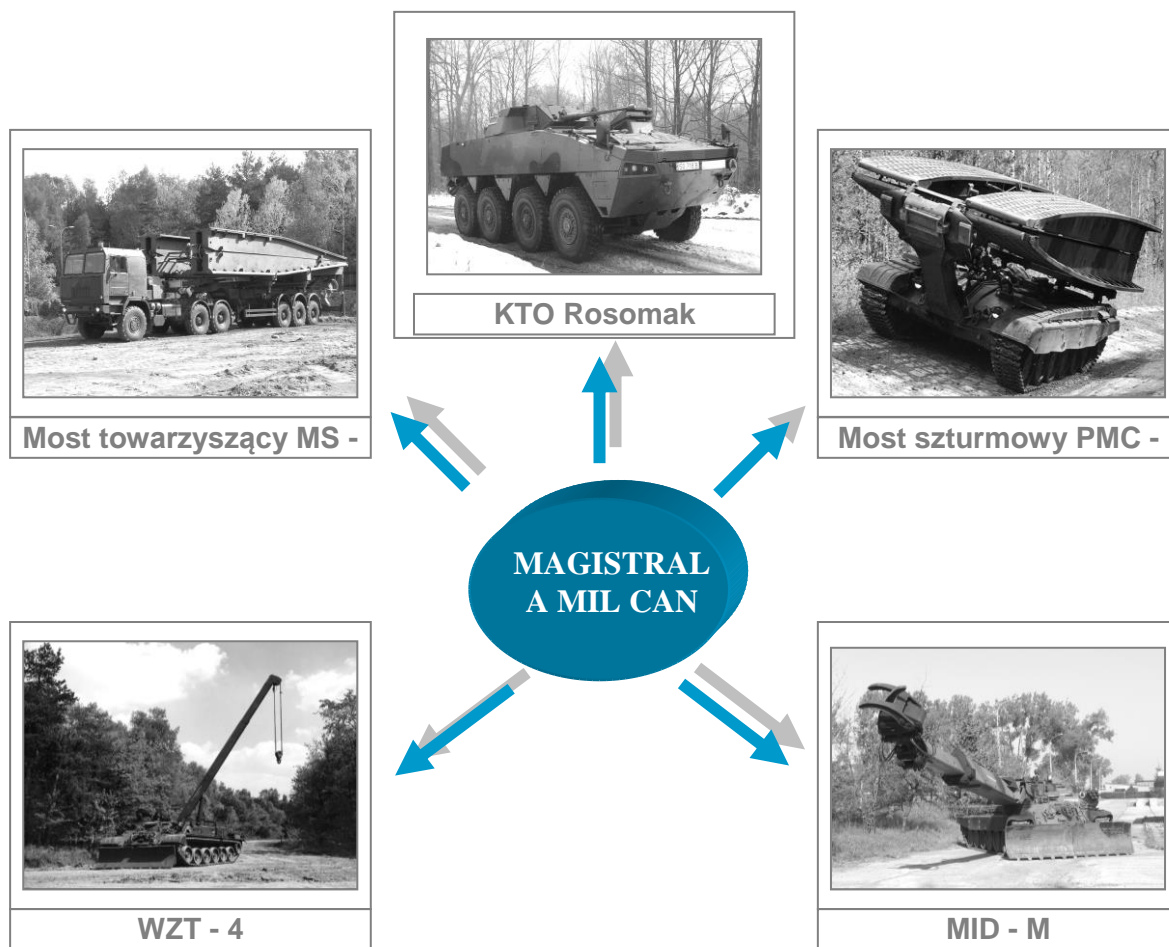 KTO Rosomak
Most towarzyszący MS -
Most szturmowy PMC -
MAGISTRAL
A MIL CAN
WZT - 4
MID - M